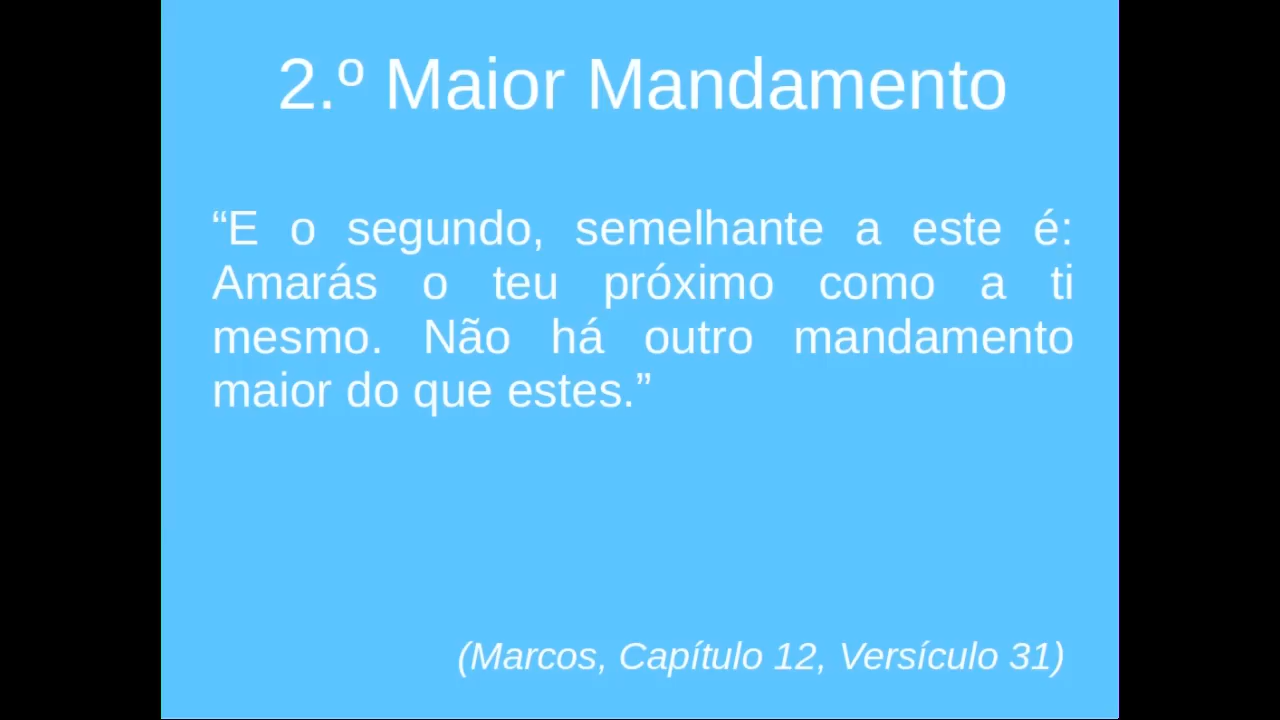 2.º Maior Mandamento
“E o segundo, semelhante a este é:
Amarás o teu próximo como a ti
mesmo. Não há outro mandamento
maior do que estes.”
(Marcos, Capítulo 12, Versículo 31)